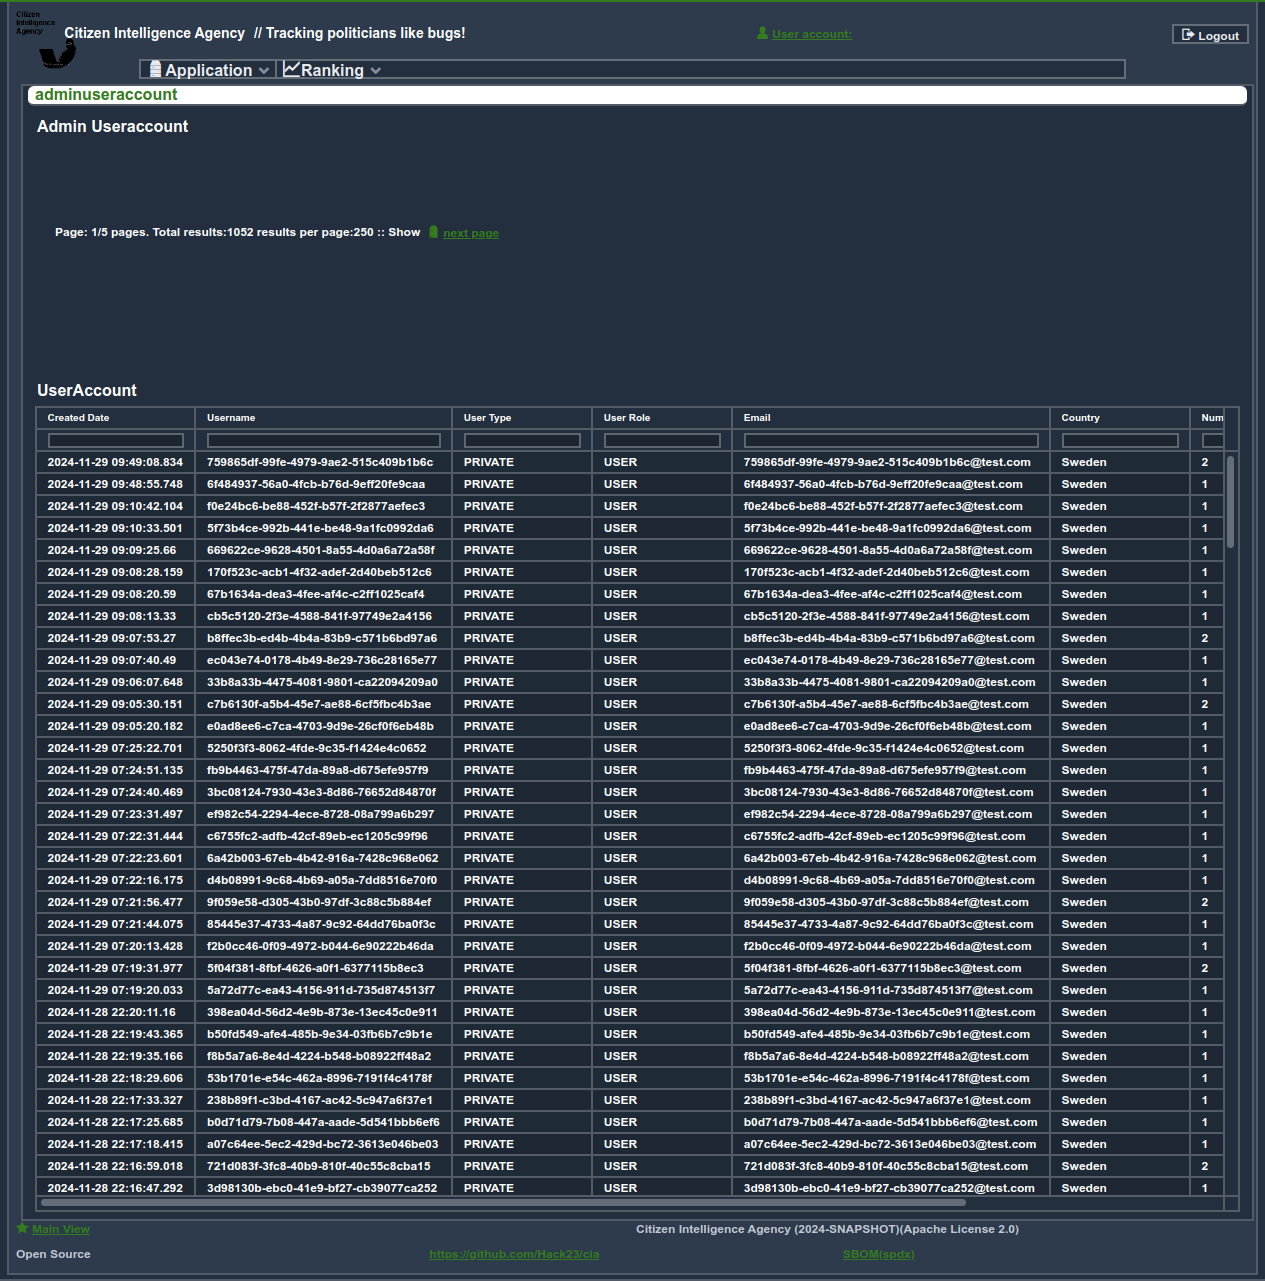 Citizen
Intelligence
Agency
Citizen Intelligence Agency // Tracking politicians like bugs!
User account:
Logout
Application Ranking
adminuseraccount
Admin Useraccount
Page: 1/5 pages. Total results:1052 results per page:250 :: Show next page
UserAccount
Created Date Username User Type User Role Email Country Num
2024-11-29 09:49:08.834 759865df-99fe-4979-9ae2-515c409b1b6c PRIVATE USER 759865df-99fe-4979-9ae2-515c409b1b6c@test.com Sweden 2
2024-11-29 09:48:55.748 6f484937-56a0-4fcb-b76d-9eff20fe9caa PRIVATE USER 6f484937-56a0-4fcb-b76d-9eff20fe9caa@test.com Sweden 1
2024-11-29 09:10:42.104 f0e24bc6-be88-452f-b57f-2f2877aefec3 PRIVATE USER f0e24bc6-be88-452f-b57f-2f2877aefec3@test.com Sweden 1
2024-11-29 09:10:33.501 5f73b4ce-992b-441e-be48-9a1fc0992da6 PRIVATE USER 5f73b4ce-992b-441e-be48-9a1fc0992da6@test.com Sweden 1
2024-11-29 09:09:25.66 669622ce-9628-4501-8a55-4d0a6a72a58f PRIVATE USER 669622ce-9628-4501-8a55-4d0a6a72a58f@test.com Sweden 1
2024-11-29 09:08:28.159 170f523c-acb1-4f32-adef-2d40beb512c6 PRIVATE USER 170f523c-acb1-4f32-adef-2d40beb512c6@test.com Sweden 1
2024-11-29 09:08:20.59 67b1634a-dea3-4fee-af4c-c2ff1025caf4 PRIVATE USER 67b1634a-dea3-4fee-af4c-c2ff1025caf4@test.com Sweden 1
2024-11-29 09:08:13.33 cb5c5120-2f3e-4588-841f-97749e2a4156 PRIVATE USER cb5c5120-2f3e-4588-841f-97749e2a4156@test.com Sweden 1
2024-11-29 09:07:53.27 b8ffec3b-ed4b-4b4a-83b9-c571b6bd97a6 PRIVATE USER b8ffec3b-ed4b-4b4a-83b9-c571b6bd97a6@test.com Sweden 2
2024-11-29 09:07:40.49 ec043e74-0178-4b49-8e29-736c28165e77 PRIVATE USER ec043e74-0178-4b49-8e29-736c28165e77@test.com Sweden 1
2024-11-29 09:06:07.648 33b8a33b-4475-4081-9801-ca22094209a0 PRIVATE USER 33b8a33b-4475-4081-9801-ca22094209a0@test.com Sweden 1
2024-11-29 09:05:30.151 c7b6130f-a5b4-45e7-ae88-6cf5fbc4b3ae PRIVATE USER c7b6130f-a5b4-45e7-ae88-6cf5fbc4b3ae@test.com Sweden 2
2024-11-29 09:05:20.182 e0ad8ee6-c7ca-4703-9d9e-26cf0f6eb48b PRIVATE USER e0ad8ee6-c7ca-4703-9d9e-26cf0f6eb48b@test.com Sweden 1
2024-11-29 07:25:22.701 5250f3f3-8062-4fde-9c35-f1424e4c0652 PRIVATE USER 5250f3f3-8062-4fde-9c35-f1424e4c0652@test.com Sweden 1
2024-11-29 07:24:51.135 fb9b4463-475f-47da-89a8-d675efe957f9 PRIVATE USER fb9b4463-475f-47da-89a8-d675efe957f9@test.com Sweden 1
2024-11-29 07:24:40.469 3bc08124-7930-43e3-8d86-76652d84870f PRIVATE USER 3bc08124-7930-43e3-8d86-76652d84870f@test.com Sweden 1
2024-11-29 07:23:31.497 ef982c54-2294-4ece-8728-08a799a6b297 PRIVATE USER ef982c54-2294-4ece-8728-08a799a6b297@test.com Sweden 1
2024-11-29 07:22:31.444 c6755fc2-adfb-42cf-89eb-ec1205c99f96 PRIVATE USER c6755fc2-adfb-42cf-89eb-ec1205c99f96@test.com Sweden 1
2024-11-29 07:22:23.601 6a42b003-67eb-4b42-916a-7428c968e062 PRIVATE USER 6a42b003-67eb-4b42-916a-7428c968e062@test.com Sweden 1
2024-11-29 07:22:16.175 d4b08991-9c68-4b69-a05a-7dd8516e70f0 PRIVATE USER d4b08991-9c68-4b69-a05a-7dd8516e70f0@test.com Sweden 1
2024-11-29 07:21:56.477 9f059e58-d305-43b0-97df-3c88c5b884ef PRIVATE USER 9f059e58-d305-43b0-97df-3c88c5b884ef@test.com Sweden 2
2024-11-29 07:21:44.075 85445e37-4733-4a87-9c92-64dd76ba0f3c PRIVATE USER 85445e37-4733-4a87-9c92-64dd76ba0f3c@test.com Sweden 1
2024-11-29 07:20:13.428 f2b0cc46-0f09-4972-b044-6e90222b46da PRIVATE USER f2b0cc46-0f09-4972-b044-6e90222b46da@test.com Sweden 1
2024-11-29 07:19:31.977 5f04f381-8fbf-4626-a0f1-6377115b8ec3 PRIVATE USER 5f04f381-8fbf-4626-a0f1-6377115b8ec3@test.com Sweden 2
2024-11-29 07:19:20.033 5a72d77c-ea43-4156-911d-735d874513f7 PRIVATE USER 5a72d77c-ea43-4156-911d-735d874513f7@test.com Sweden 1
2024-11-28 22:20:11.16 398ea04d-56d2-4e9b-873e-13ec45c0e911 PRIVATE USER 398ea04d-56d2-4e9b-873e-13ec45c0e911@test.com Sweden 1
2024-11-28 22:19:43.365 b50fd549-afe4-485b-9e34-03fb6b7c9b1e PRIVATE USER b50fd549-afe4-485b-9e34-03fb6b7c9b1e@test.com Sweden 1
2024-11-28 22:19:35.166 f8b5a7a6-8e4d-4224-b548-b08922ff48a2 PRIVATE USER f8b5a7a6-8e4d-4224-b548-b08922ff48a2@test.com Sweden 1
2024-11-28 22:18:29.606 53b1701e-e54c-462a-8996-7191f4c4178f PRIVATE USER 53b1701e-e54c-462a-8996-7191f4c4178f@test.com Sweden 1
2024-11-28 22:17:33.327 238b89f1-c3bd-4167-ac42-5c947a6f37e1 PRIVATE USER 238b89f1-c3bd-4167-ac42-5c947a6f37e1@test.com Sweden 1
2024-11-28 22:17:25.685 b0d71d79-7b08-447a-aade-5d541bbb6ef6 PRIVATE USER b0d71d79-7b08-447a-aade-5d541bbb6ef6@test.com Sweden 1
2024-11-28 22:17:18.415 a07c64ee-5ec2-429d-bc72-3613e046be03 PRIVATE USER a07c64ee-5ec2-429d-bc72-3613e046be03@test.com Sweden 1
2024-11-28 22:16:59.018 721d083f-3fc8-40b9-810f-40c55c8cba15 PRIVATE USER 721d083f-3fc8-40b9-810f-40c55c8cba15@test.com Sweden 2
2024-11-28 22:16:47.292 3d98130b-ebc0-41e9-bf27-cb39077ca252 PRIVATE USER 3d98130b-ebc0-41e9-bf27-cb39077ca252@test.com Sweden 1
Main View Citizen Intelligence Agency (2024-SNAPSHOT)(Apache License 2.0)
Open Source https://github.com/Hack23/cia SBOM(spdx)